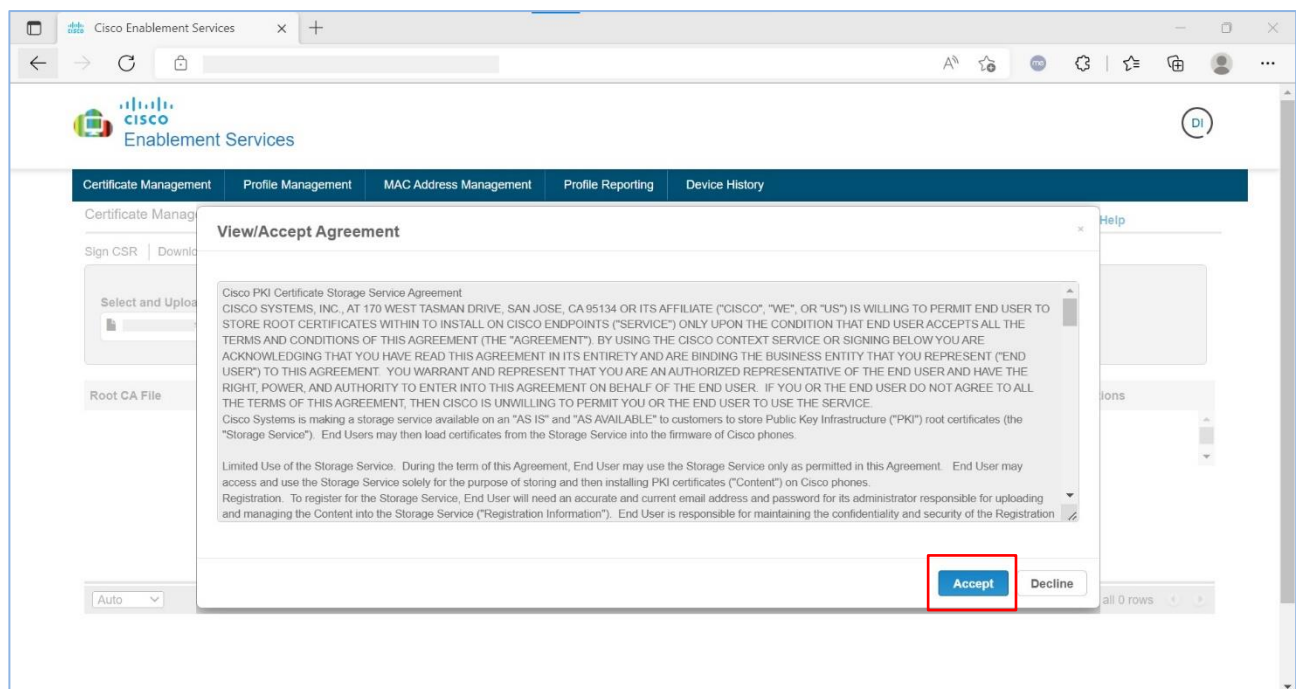 Cisco Enablement Services
CISCO
Enablement Services
DI
Certificate Management Profile Management MAC Address Management Profile Reporting Device History
Certificate Manag
Help
Sign CSR Downlo
View/Accept Agreement
Select and Uploa
Cisco PKI Certificate Storage Service Agreement
CISCO SYSTEMS, INC., AT 170 WEST TASMAN DRIVE, SAN JOSE, CA 95134 OR ITS AFFILIATE ("CISCO", "WE", OR "US") IS WILLING TO PERMIT END USER TO
STORE ROOT CERTIFICATES WITHIN TO INSTALL ON CISCO ENDPOINTS ("SERVICE") ONLY UPON THE CONDITION THAT END USER ACCEPTS ALL THE
TERMS AND CONDITIONS OF THIS AGREEMENT (THE "AGREEMENT"). BY USING THE CISCO CONTEXT SERVICE OR SIGNING BELOW YOU ARE
ACKNOWLEDGING THAT YOU HAVE READ THIS AGREEMENT IN ITS ENTIRETY AND ARE BINDING THE BUSINESS ENTITY THAT YOU REPRESENT ("END
USER") TO THIS AGREEMENT. YOU WARRANT AND REPRESENT THAT YOU ARE AN AUTHORIZED REPRESENTATIVE OF THE END USER AND HAVE THE
RIGHT, POWER, AND AUTHORITY TO ENTER INTO THIS AGREEMENT ON BEHALF OF THE END USER. IF YOU OR THE END USER DO NOT AGREE TO ALL
THE TERMS OF THIS AGREEMENT, THEN CISCO IS UNWILLING TO PERMIT YOU OR THE END USER TO USE THE SERVICE.
Cisco Systems is making a storage service available on an "AS IS" and "AS AVAILABLE" to customers to store Public Key Infrastructure ("PKI") root certificates (the
"Storage Service"). End Users may then load certificates from the Storage Service into the firmware of Cisco phones.
Limited Use of the Storage Service. During the term of this Agreement, End User may use the Storage Service only as permitted in this Agreement. End User may
access and use the Storage Service solely for the purpose of storing and then installing PKI certificates ("Content") on Cisco phones.
Registration. To register for the Storage Service, End User will need an accurate and current email address and password for its administrator responsible for uploading
and managing the Content into the Storage Service ("Registration Information"). End User is responsible for maintaining the confidentiality and security of the Registration
Root CA File
ions
Accept Decline
Auto
all 0 rows